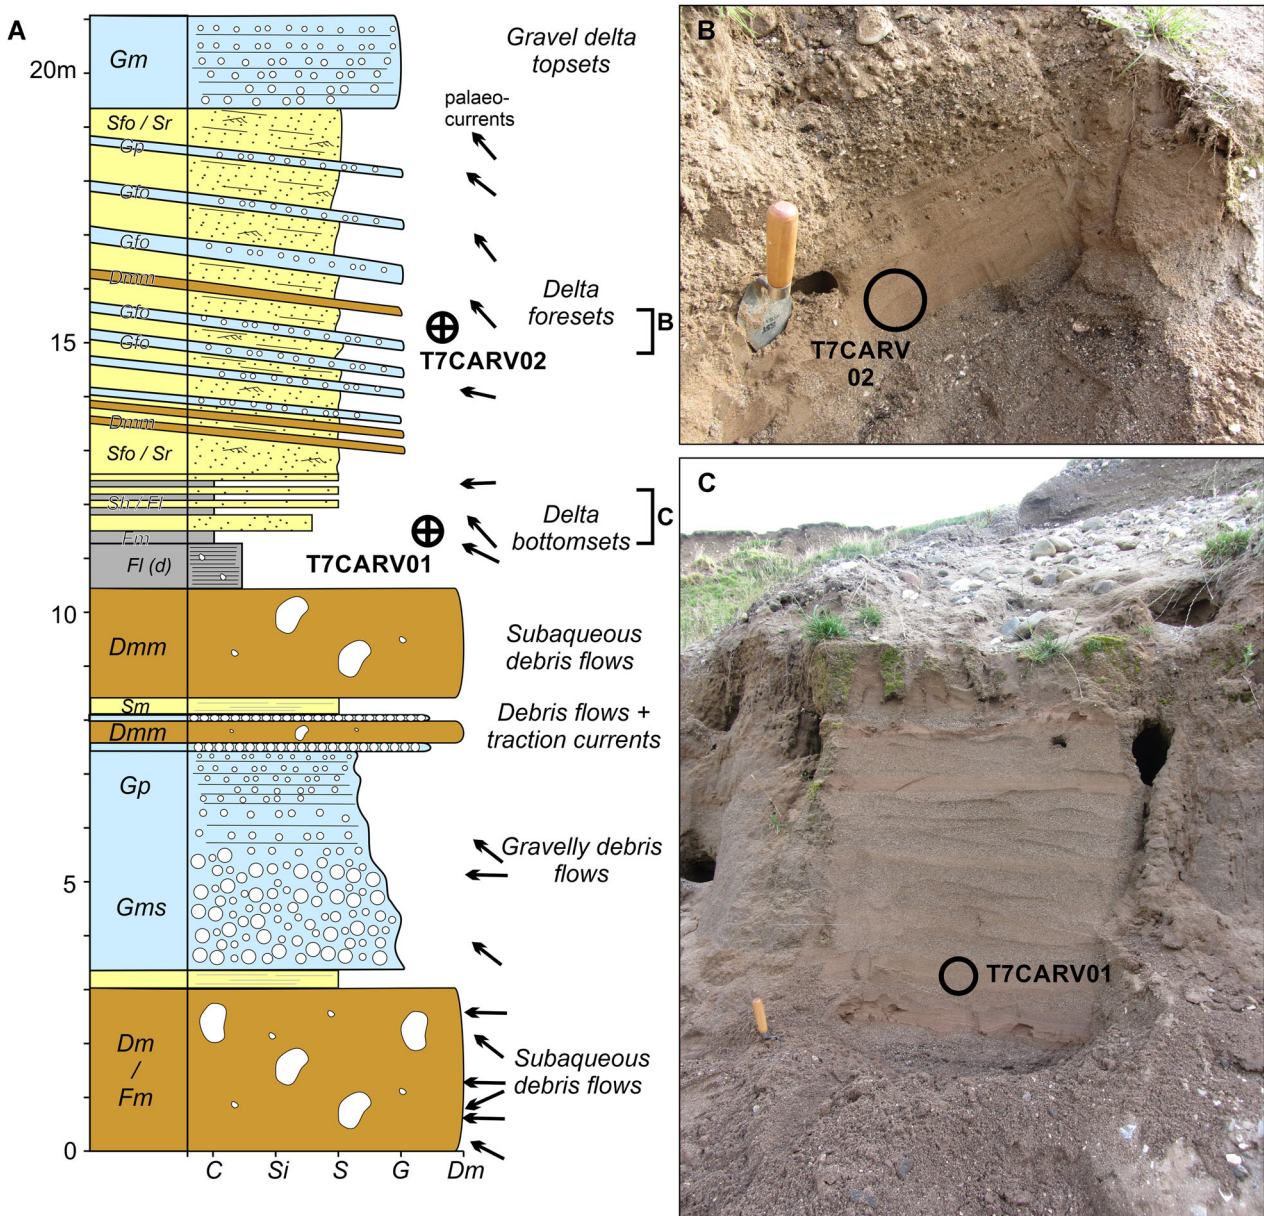 A
20m
15
10
5
0
Gm
Sfo / Sr
Gp
Gfo
Gfo
Dmm
Gfo
Gfo
Dmm
Sfo / Sr
Sh / Fl
Fm
Fl (d)
Dmm
Sm
Dmm
Gp
Gms
Dm
/
Fm
C
Si
S
G
Dm
Gravel delta
topsets
palaeo-
currents
Delta
foresets
B
T7CARV02
Delta
bottomsets
C
T7CARV01
Subaqueous
debris flows
Debris flows +
traction currents
Gravelly debris
flows
Subaqueous
debris flows
B
T7CARV
02
C
T7CARV01